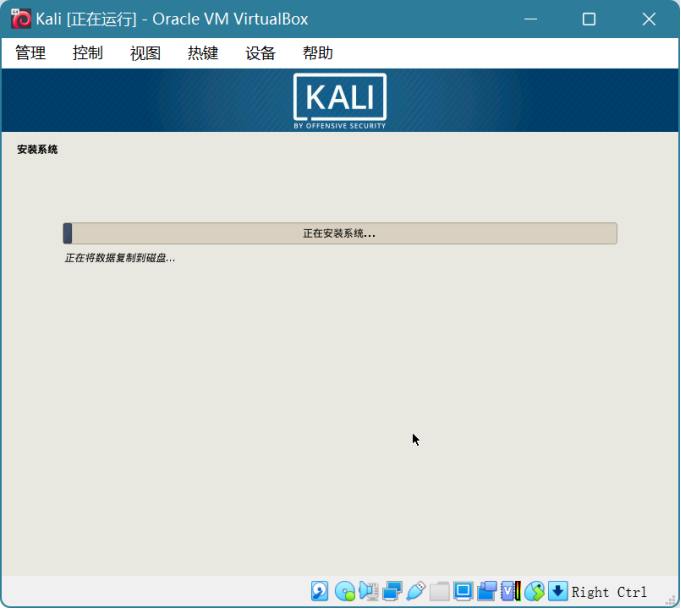 Kali [正在运行] - Oracle VM VirtualBox
管理 控制 视图 热键 设备 帮助
KALI
BY OFFENSIVE SECURITY
安装系统
正在安装系统...
正在将数据复制到磁盘...
Right Ctrl